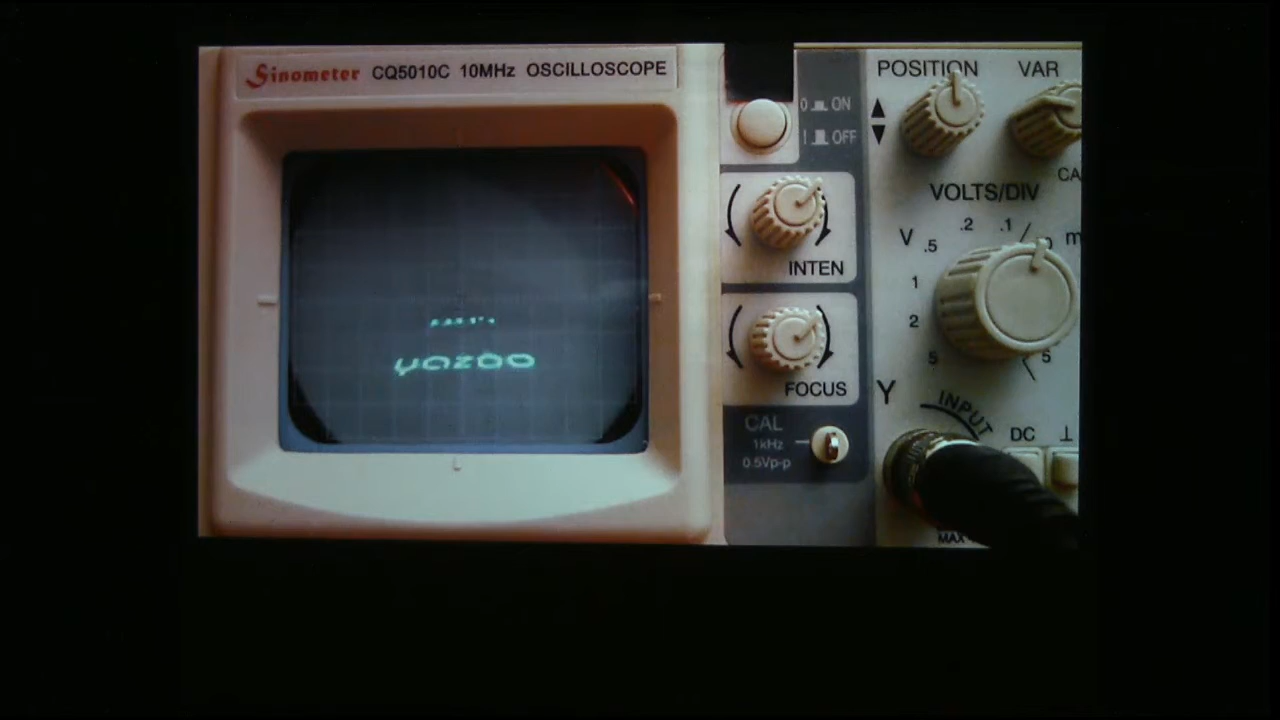 Sinometer CQ5010C 10MHz OSCILLOSCOPE
yazoo
0 ON
I OFF
INTEN
FOCUS
CAL
1kHz
0.5Vp-p
POSITION VAR
VOLTS/DIV
V .5 .2 .1 m
1
2
5 5
Y INPUT
DC ⊥
MAX